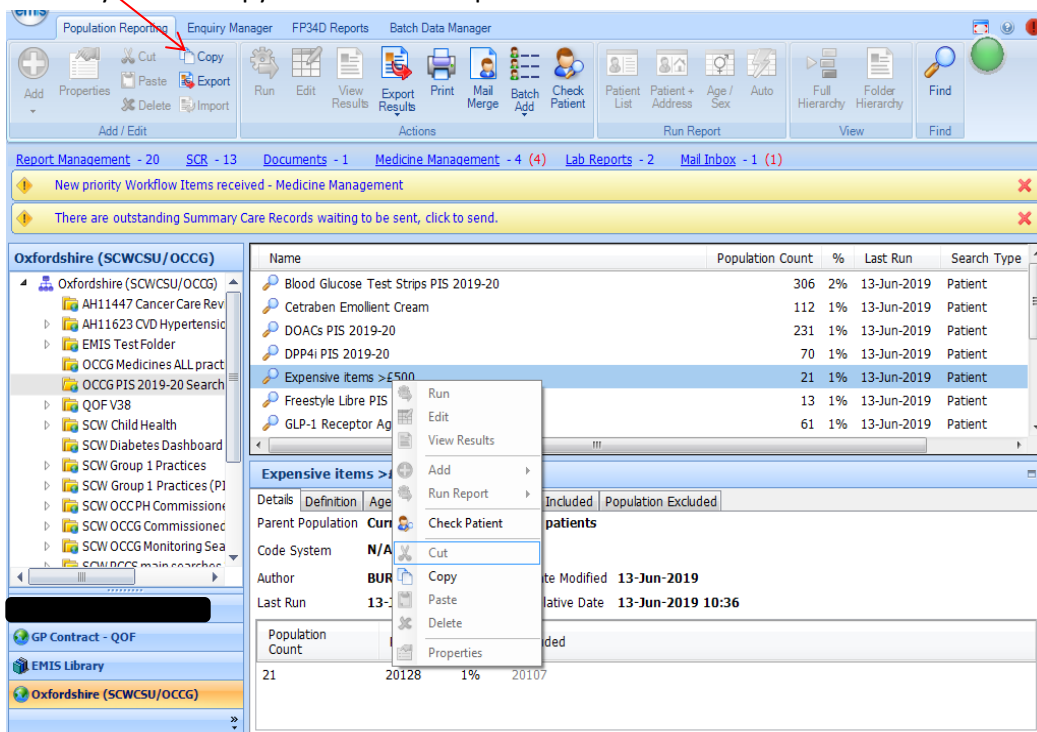 emis
Population Reporting Enquiry Manager FP34D Reports Batch Data Manager
Add Properties Cut Copy Paste Export Delete Import
Run Edit View Results Export Results Print Mail Merge Batch Add Check Patient
Patient List Patient + Address Age / Sex Auto Full Hierarchy Folder Hierarchy Find
Add / Edit Actions Run Report View Find
Report Management - 20 SCR - 13 Documents - 1 Medicine Management - 4 (4) Lab Reports - 2 Mail Inbox - 1 (1)
New priority Workflow Items received - Medicine Management
There are outstanding Summary Care Records waiting to be sent, click to send.
Oxfordshire (SCWCSU/OCCG)
Oxfordshire (SCWCSU/OCCG)
AH11447 Cancer Care Rev
AH11623 CVD Hypertensic
EMIS Test Folder
OCCG Medicines ALL pract
OCCG PIS 2019-20 Search
QOF V38
SCW Child Health
SCW Diabetes Dashboard
SCW Group 1 Practices
SCW Group 1 Practices (PI
SCW OCC PH Commissione
SCW OCCG Commissioned
SCW OCCG Monitoring Sea
GP Contract - QOF
EMIS Library
Oxfordshire (SCWCSU/OCCG)
Name Population Count % Last Run Search Type
Blood Glucose Test Strips PIS 2019-20 306 2% 13-Jun-2019 Patient
Cetraben Emollient Cream 112 1% 13-Jun-2019 Patient
DOACs PIS 2019-20 231 1% 13-Jun-2019 Patient
DPP4i PIS 2019-20 70 1% 13-Jun-2019 Patient
Expensive items >£500 21 1% 13-Jun-2019 Patient
Freestyle Libre PIS 13 1% 13-Jun-2019 Patient
GLP-1 Receptor Ag 61 1% 13-Jun-2019 Patient
Run
Edit
View Results
Add
Run Report
Check Patient
Cut
Copy
Paste
Delete
Properties
Expensive items >
Details Definition Age Included Population Excluded
Parent Population Curr patients
Code System N/A
Author BUR te Modified 13-Jun-2019
Last Run 13- lative Date 13-Jun-2019 10:36
Population Count ded
21 20128 1% 20107